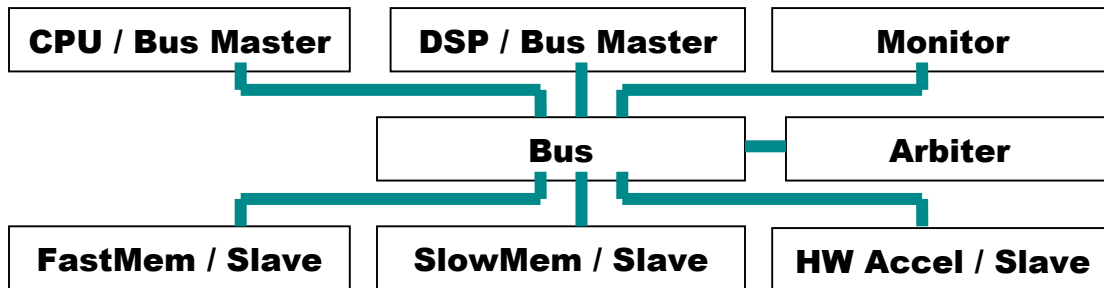 CPU / Bus Master
DSP / Bus Master
Monitor
Bus
Arbiter
FastMem / Slave
SlowMem / Slave
HW Accel / Slave